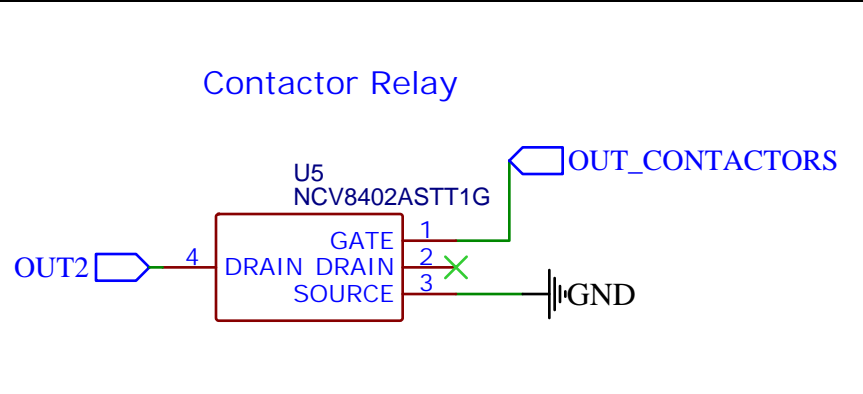 Contactor Relay
OUT_CONTACTORS
U5
NCV8402ASTT1G
GATE 1
OUT2 4 DRAIN DRAIN 2
SOURCE 3 GND